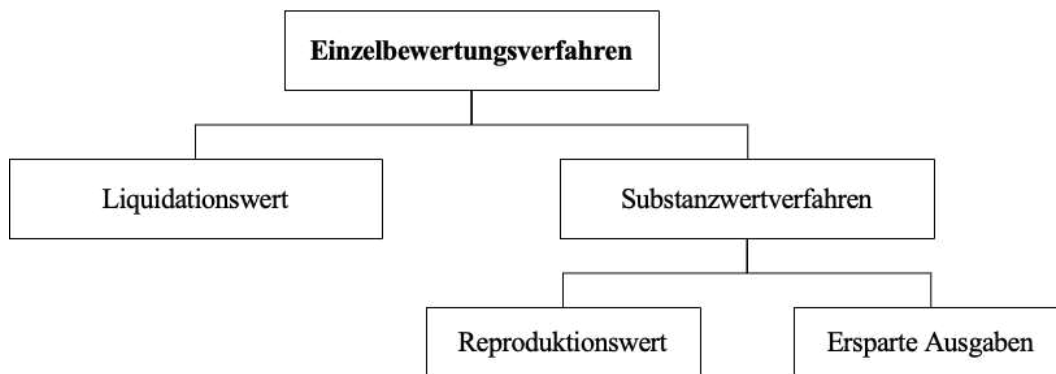 Einzelbewertungsverfahren
Liquidationswert
Substanzwertverfahren
Reproduktionswert
Ersparte Ausgaben